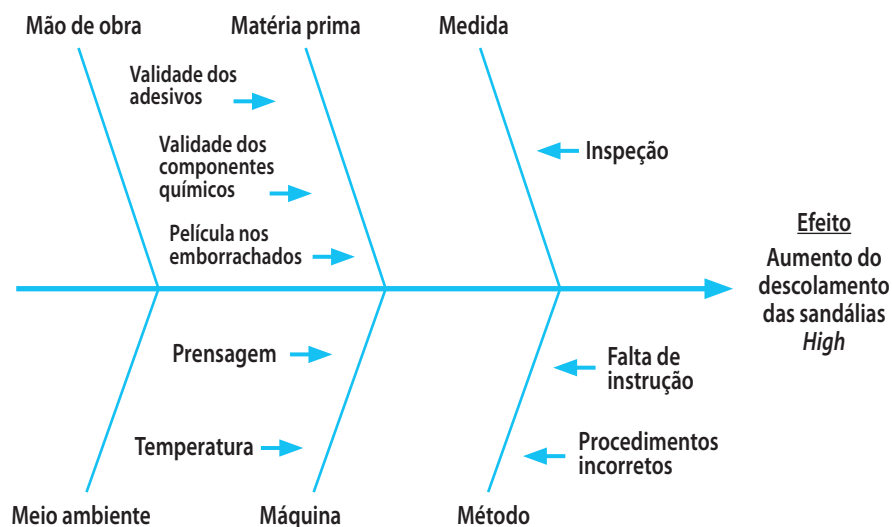 Mão de obra
Matéria prima
Medida
Validade dos
adesivos
Validade dos
componentes
químicos
Película nos
emborrachados
Inspeção
Efeito
Aumento do
descolamento
das sandálias
High
Prensagem
Temperatura
Falta de
instrução
Procedimentos
incorretos
Meio ambiente
Máquina
Método